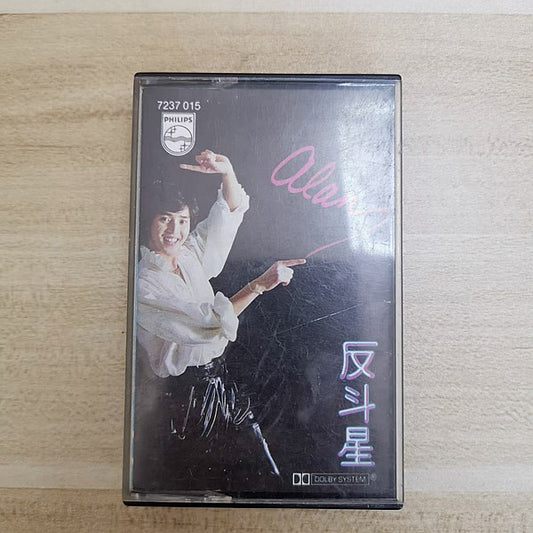 7237 015
PHILIPS
Alan
反斗星
DOLBY SYSTEM ®